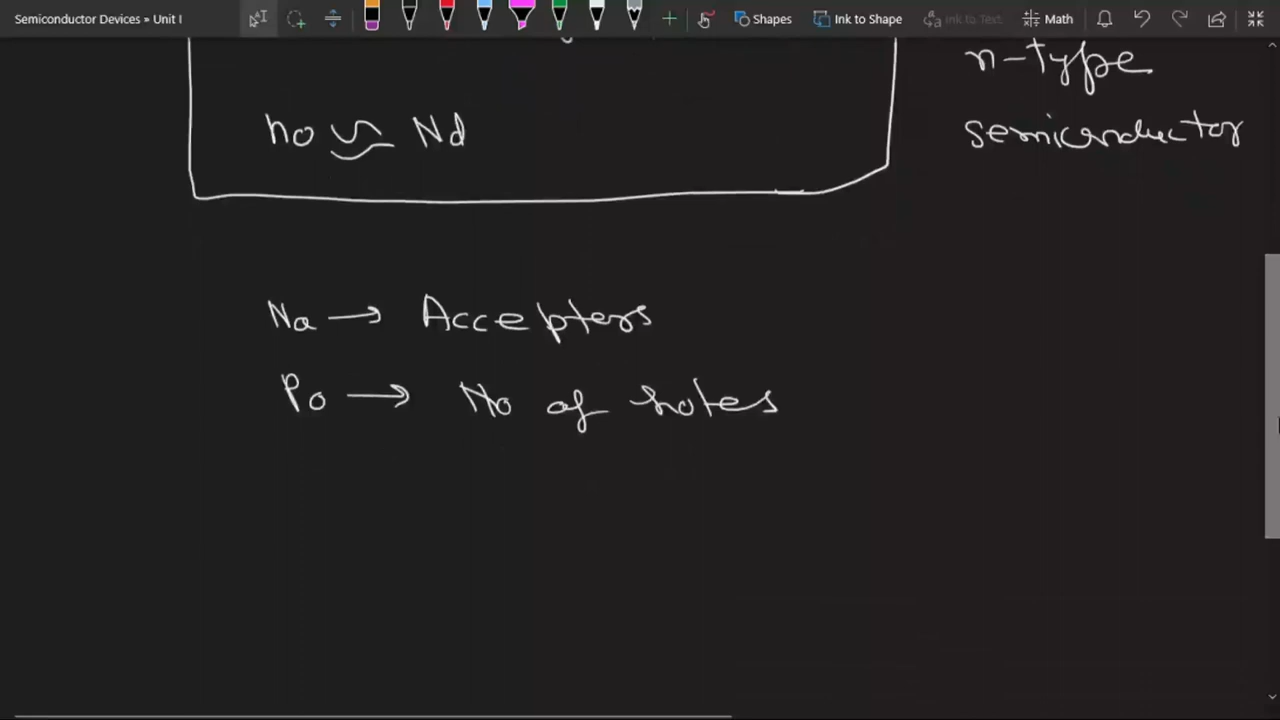 Semiconductor Devices » Unit I
Shapes
Ink to Shape
Ink to Text
Math
n-type
no ≈ Nd
semiconductor
Na → Accepters
Po → No of holes